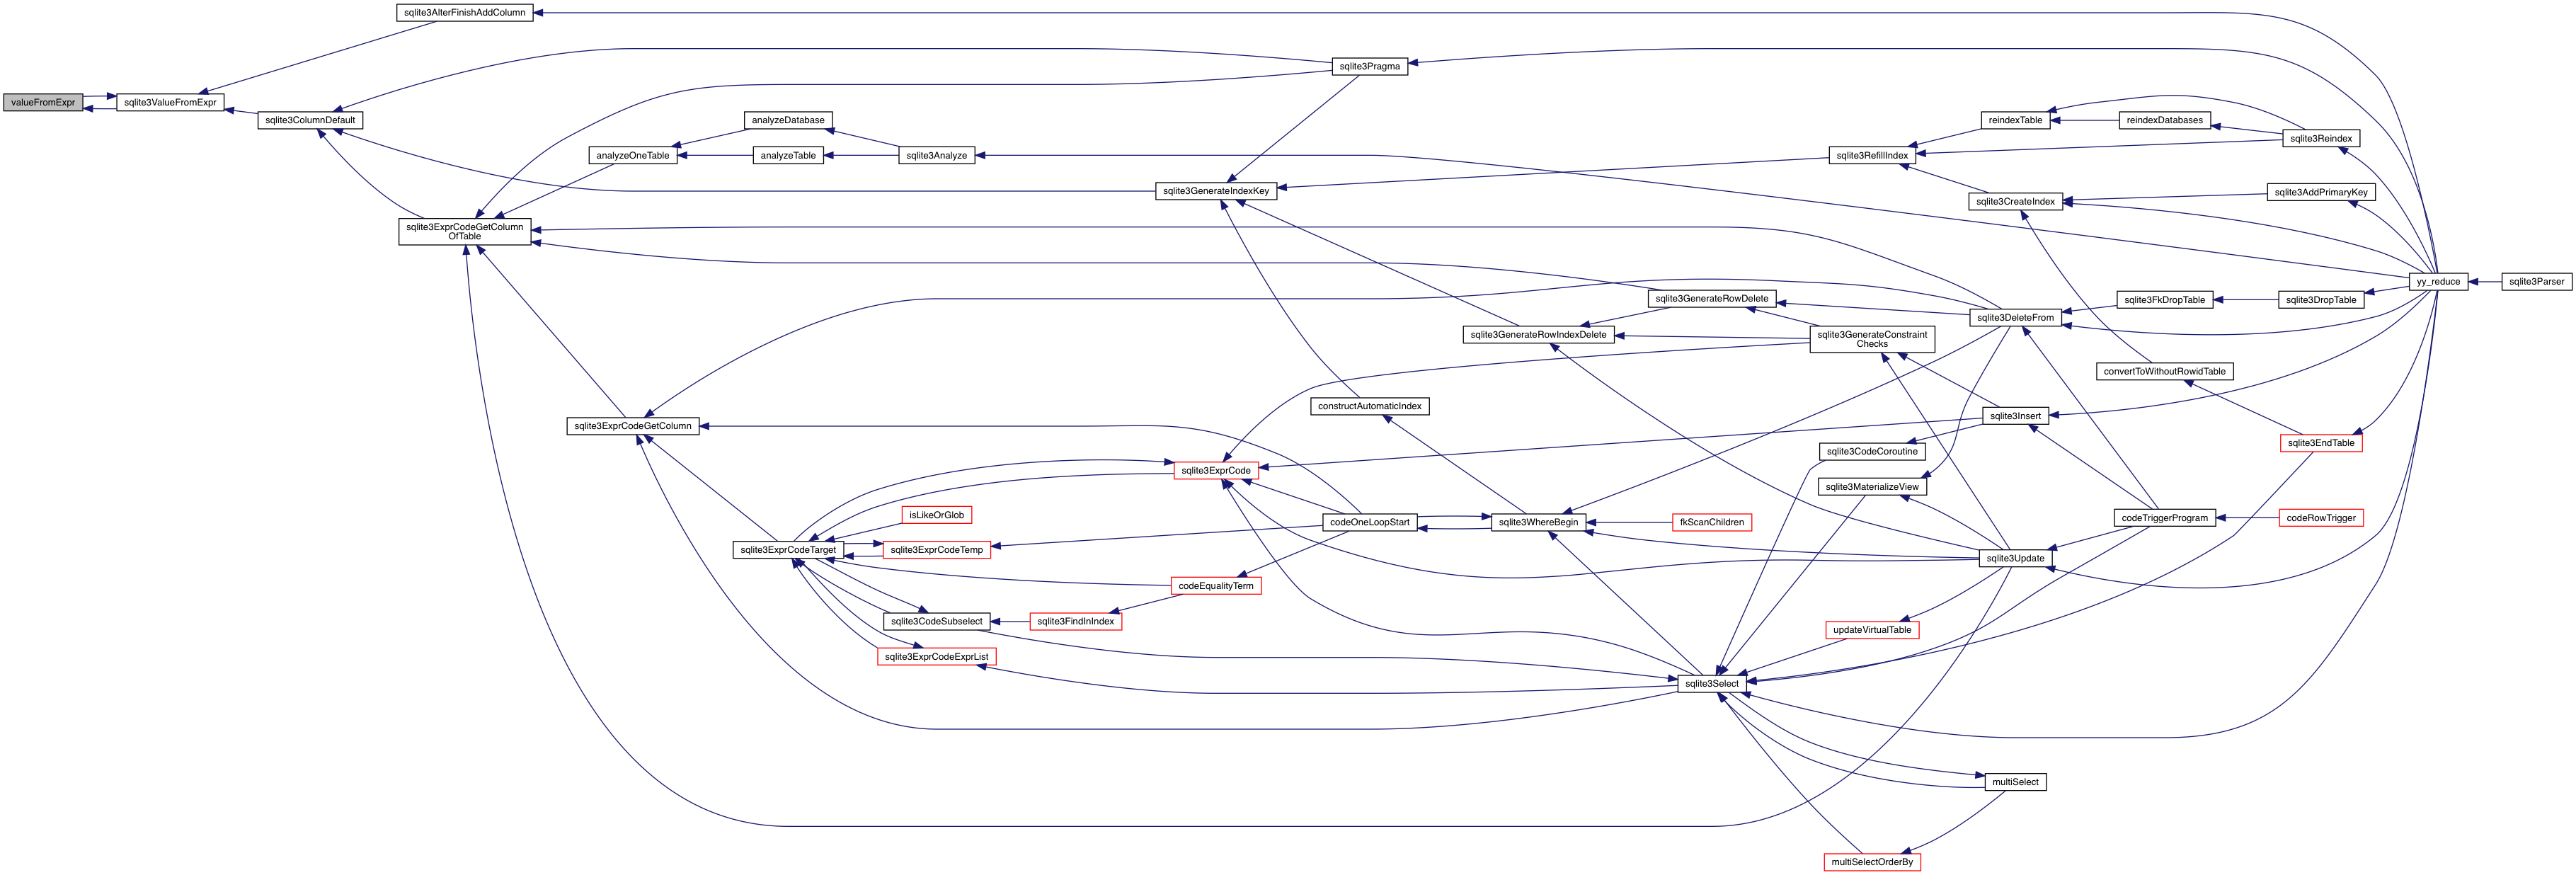 sqlite3AlterFinishAddColumn
sqlite3Pragma
valueFromExpr
sqlite3ValueFromExpr
sqlite3ColumnDefault
analyzeDatabase
reindexTable
reindexDatabases
sqlite3Reindex
analyzeOneTable
analyzeTable
sqlite3Analyze
sqlite3RefillIndex
sqlite3GenerateIndexKey
sqlite3AddPrimaryKey
sqlite3CreateIndex
sqlite3ExprCodeGetColumn
OfTable
yy_reduce
sqlite3Parser
sqlite3GenerateRowDelete
sqlite3FkDropTable
sqlite3DropTable
sqlite3DeleteFrom
sqlite3GenerateRowIndexDelete
sqlite3GenerateConstraint
Checks
convertToWithoutRowidTable
constructAutomaticIndex
sqlite3Insert
sqlite3ExprCodeGetColumn
sqlite3EndTable
sqlite3CodeCoroutine
sqlite3ExprCode
sqlite3MaterializeView
isLikeOrGlob
codeOneLoopStart
sqlite3WhereBegin
fkScanChildren
codeTriggerProgram
codeRowTrigger
sqlite3ExprCodeTarget
sqlite3ExprCodeTemp
sqlite3Update
codeEqualityTerm
sqlite3CodeSubselect
sqlite3FindInIndex
updateVirtualTable
sqlite3ExprCodeExprList
sqlite3Select
multiSelect
multiSelectOrderBy